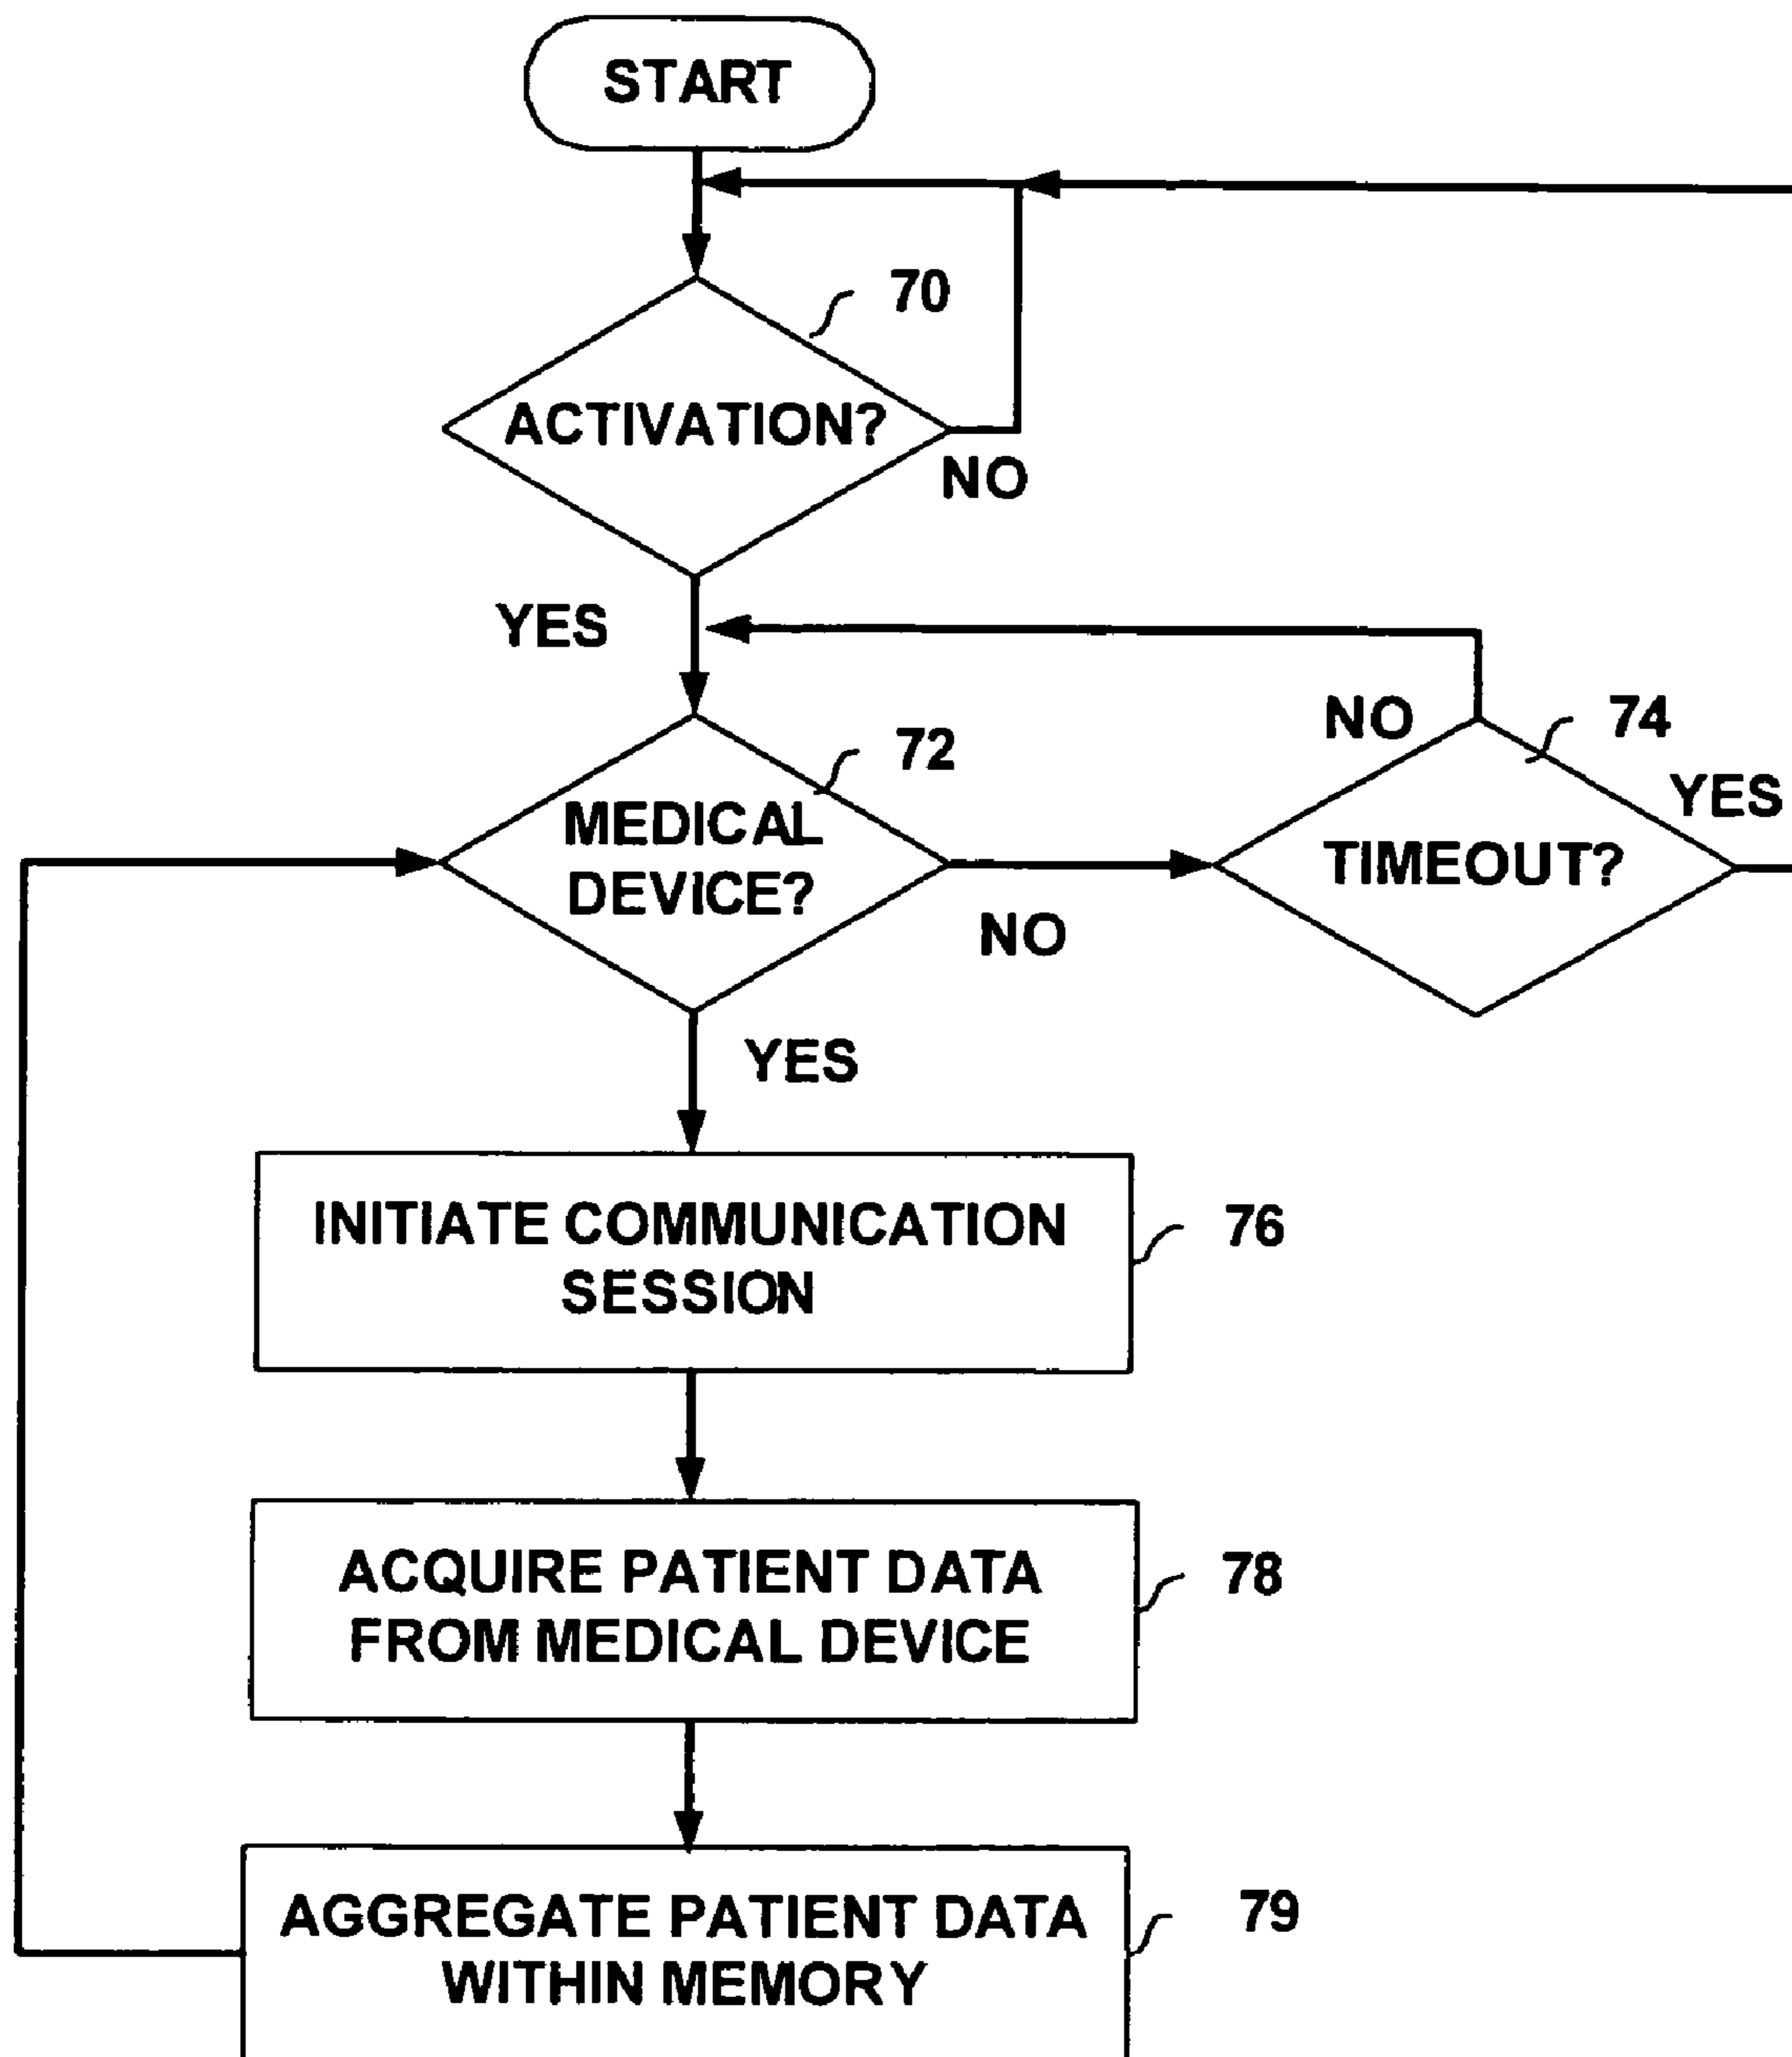 START
70
ACTIVATION?
NO
YES
72
MEDICAL
DEVICE?
NO
74
NO
YES
TIMEOUT?
YES
76
INITIATE COMMUNICATION
SESSION
78
ACQUIRE PATIENT DATA
FROM MEDICAL DEVICE
79
AGGREGATE PATIENT DATA
WITHIN MEMORY